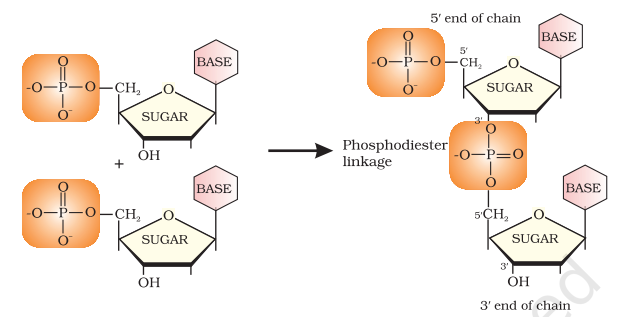 5′ end of chain
O
-O–P–O–CH₂
O⁻
O
BASE
SUGAR
OH
+
O
-O–P–O–CH₂
O⁻
O
BASE
SUGAR
OH
O
-O–P–O–CH₂
O⁻
5′
O
BASE
SUGAR
3′
Phosphodiester
linkage
O
-O–P=O
O
5′CH₂
O
BASE
SUGAR
3′
OH
3′ end of chain